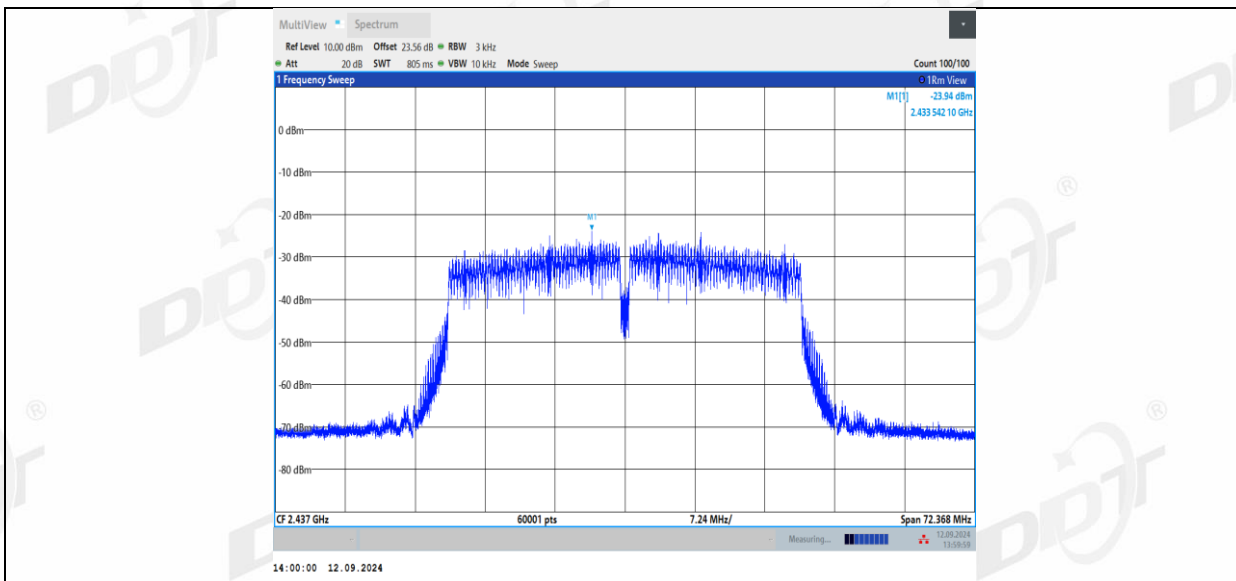 MultiView Spectrum
Ref Level 10.00 dBm Offset 23.56 dB RBW 3 kHz
Att 20 dB SWT 805 ms VBW 10 kHz Mode Sweep Count 100/100
1 Frequency Sweep 1Rm View
M1[1] -23.94 dBm
2.433 542 10 GHz
0 dBm
-10 dBm
-20 dBm
M1
-30 dBm
-40 dBm
-50 dBm
-60 dBm
-70 dBm
-80 dBm
CF 2.437 GHz 60001 pts 7.24 MHz/ Span 72.368 MHz
Measuring... 12.09.2024
13:59:59
14:00:00 12.09.2024
DDT
®